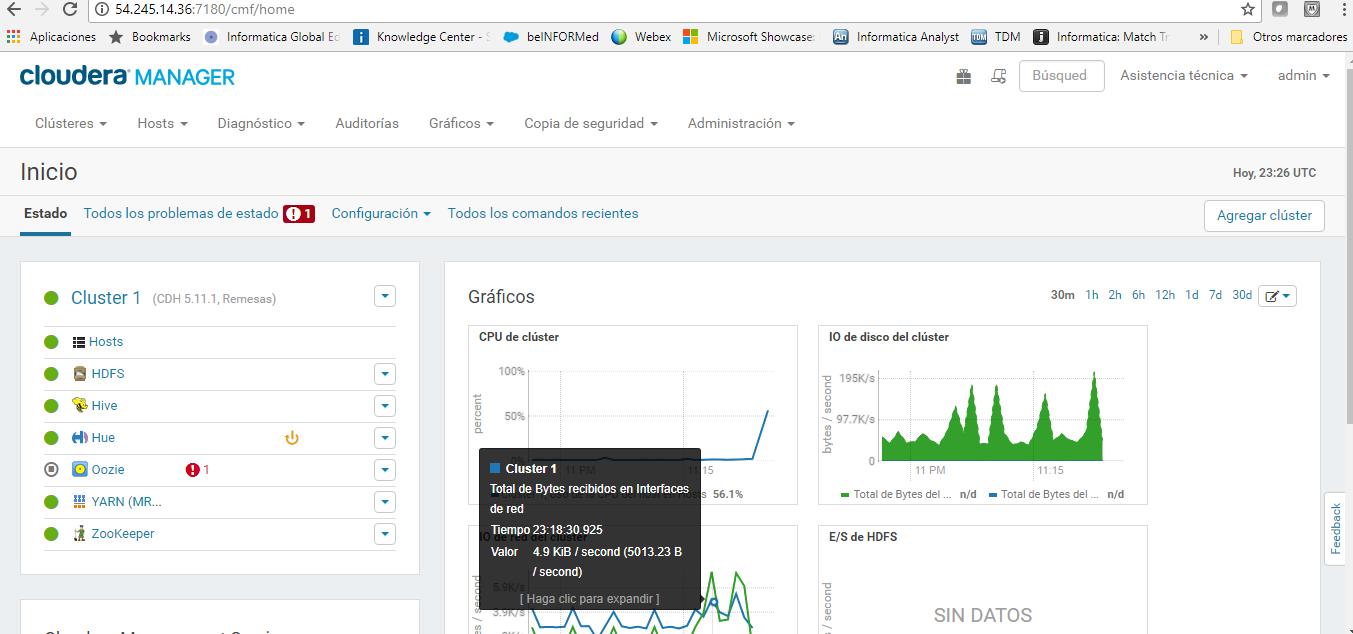 54.245.14.36:7180/cmf/home
Aplicaciones Bookmarks Informatica Global Ed Knowledge Center - beINFORMed Webex Microsoft Showcase: Informatica Analyst TDM Informatica: Match Tr » Otros marcadores
cloudera MANAGER
Búsqued Asistencia técnica admin
Clústeres Hosts Diagnóstico Auditorías Gráficos Copia de seguridad Administración
Inicio
Hoy, 23:26 UTC
Estado Todos los problemas de estado 1 Configuración Todos los comandos recientes
Agregar clúster
Cluster 1 (CDH 5.11.1, Remesas)
Hosts
HDFS
Hive
Hue
Oozie 1
YARN (MR...
ZooKeeper
Gráficos
30m 1h 2h 6h 12h 1d 7d 30d
CPU de clúster
percent
100%
50%
11 PM 11:15
56.1%
IO de disco del clúster
bytes / second
195K/s
97.7K/s
0
11 PM 11:15
Total de Bytes del ... n/d Total de Bytes del ... n/d
Cluster 1
Total de Bytes recibidos en Interfaces
de red
Tiempo 23:18:30.925
Valor 4.9 KiB / second (5013.23 B
/ second)
[ Haga clic para expandir ]
IO de red del clúster
5.9K/s
3.9K/s
E/S de HDFS
bytes / second
SIN DATOS
Feedback